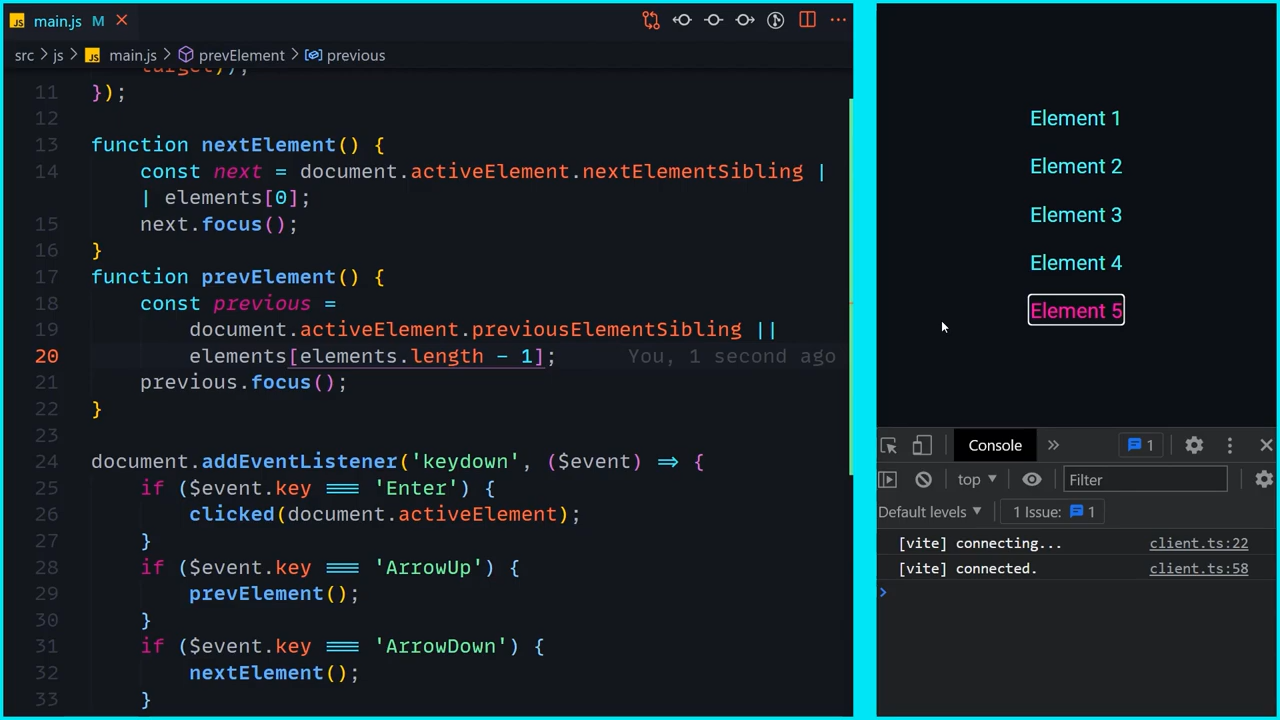 JS main.js M
src > js > JS main.js > prevElement > previous
target));
11 });
12
13 function nextElement() {
14 const next = document.activeElement.nextElementSibling |
| elements[0];
15 next.focus();
16 }
17 function prevElement() {
18 const previous =
19 document.activeElement.previousElementSibling ||
20 elements[elements.length - 1]; You, 1 second ago
21 previous.focus();
22 }
23
24 document.addEventListener('keydown', ($event) => {
25 if ($event.key === 'Enter') {
26 clicked(document.activeElement);
27 }
28 if ($event.key === 'ArrowUp') {
29 prevElement();
30 }
31 if ($event.key === 'ArrowDown') {
32 nextElement();
33 }
Element 1
Element 2
Element 3
Element 4
Element 5
Console » 1
top Filter
Default levels 1 Issue: 1
[vite] connecting... client.ts:22
[vite] connected. client.ts:58
>